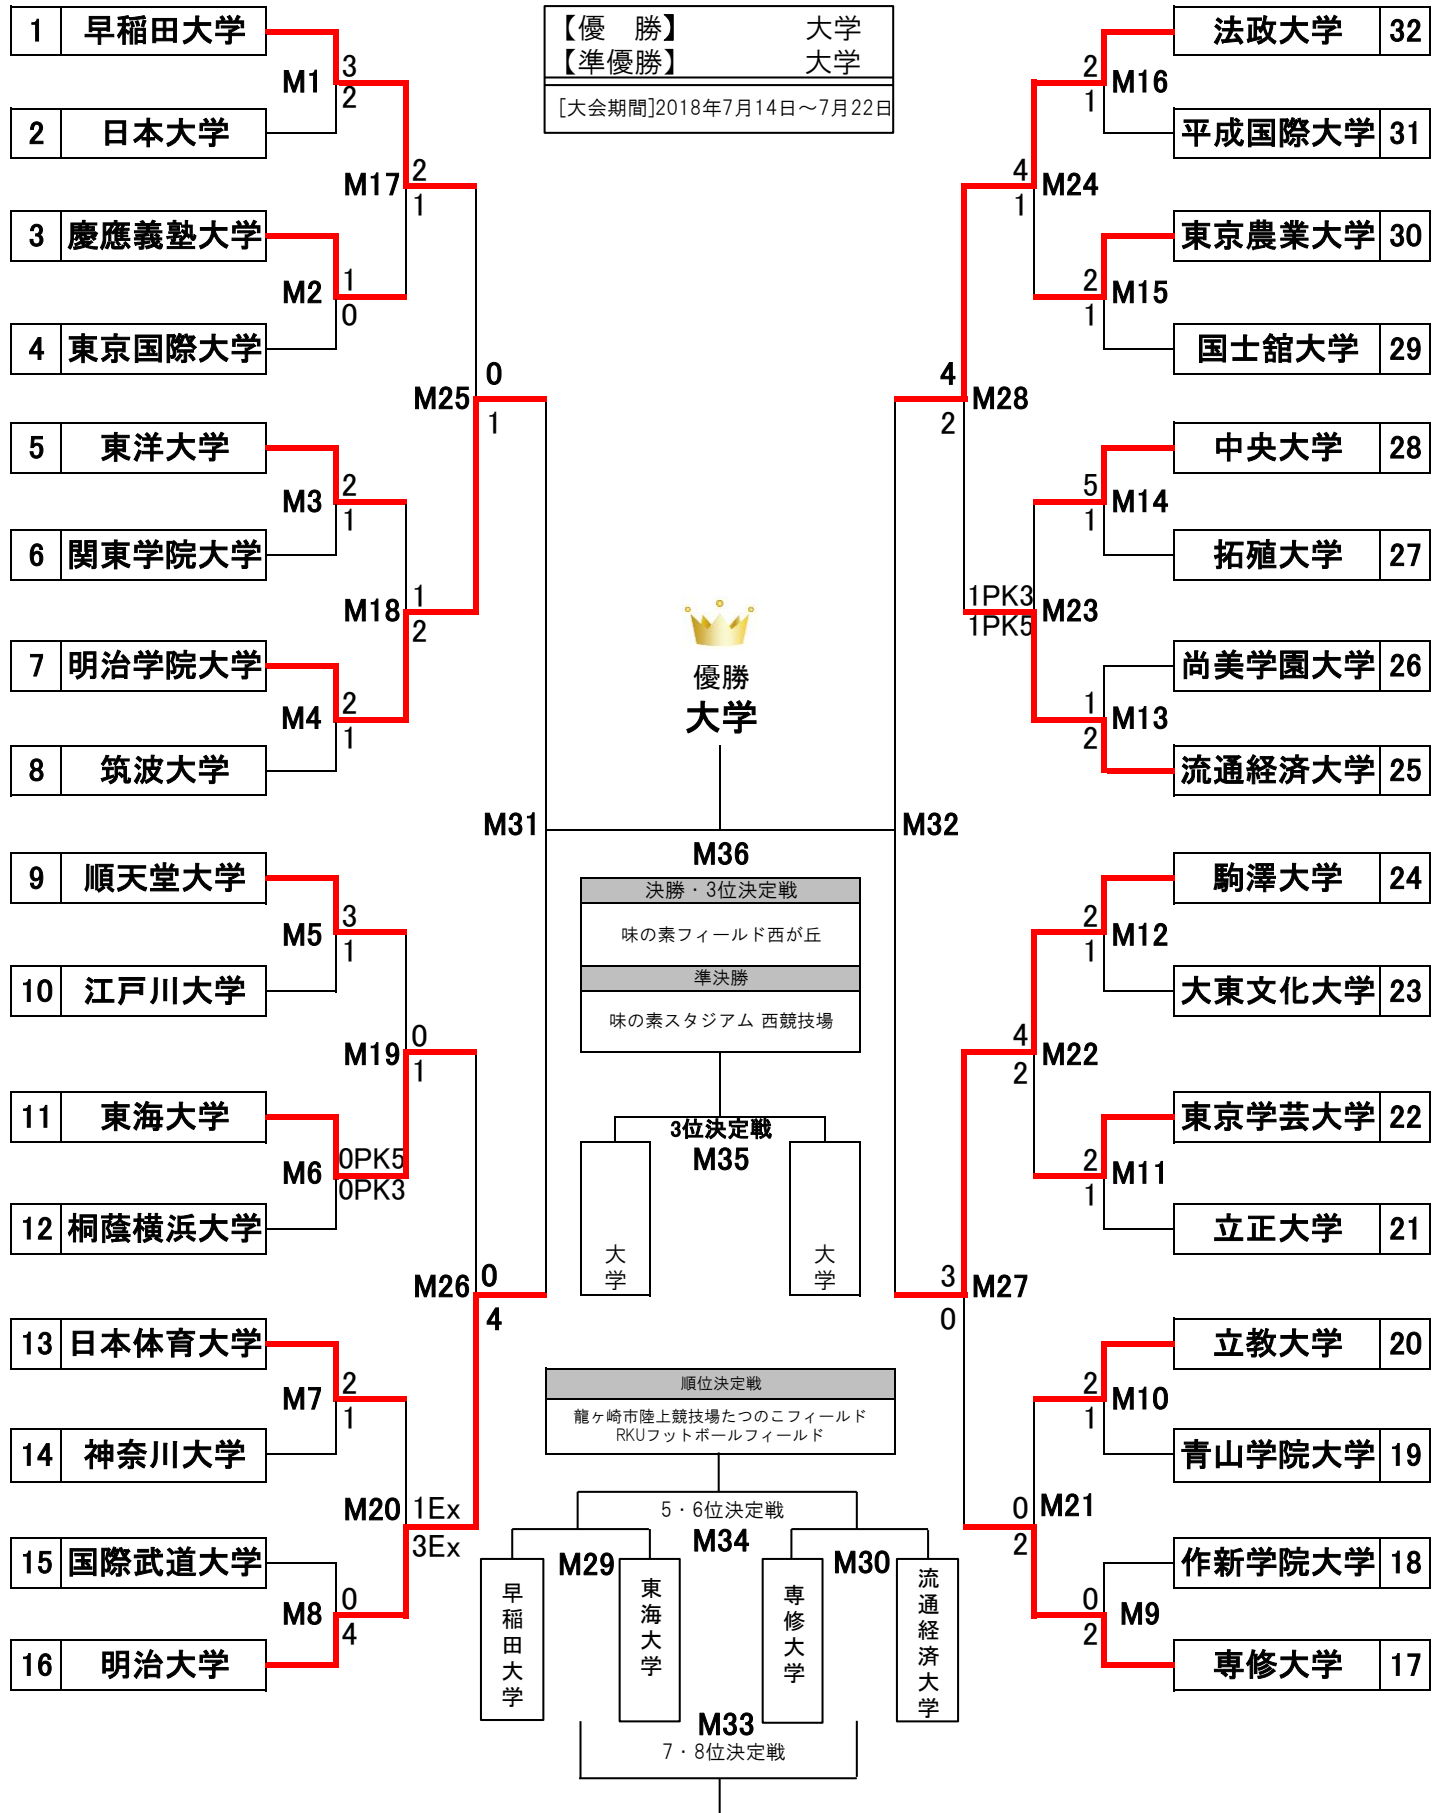 【優　勝】　大学
【準優勝】　大学
[大会期間]2018年7月14日～7月22日
1 早稲田大学
M1
3
2
2 日本大学
M17
2
1
3 慶應義塾大学
M2
1
0
4 東京国際大学
M25
0
1
5 東洋大学
M3
2
1
6 関東学院大学
M18
1
2
7 明治学院大学
M4
2
1
8 筑波大学
M31
9 順天堂大学
M5
3
1
10 江戸川大学
M19
0
1
11 東海大学
M6
0PK5
0PK3
12 桐蔭横浜大学
M26
0
4
13 日本体育大学
M7
2
1
14 神奈川大学
M20
1Ex
3Ex
15 国際武道大学
M8
0
4
16 明治大学
優勝
大学
M36
決勝・3位決定戦
味の素フィールド西が丘
準決勝
味の素スタジアム 西競技場
3位決定戦
M35
大学
大学
順位決定戦
龍ヶ崎市陸上競技場たつのこフィールド
RKUフットボールフィールド
5・6位決定戦
M34
M29
M30
早稲田大学
東海大学
専修大学
流通経済大学
M33
7・8位決定戦
法政大学 32
2
M16
1
平成国際大学 31
4
M24
1
東京農業大学 30
2
M15
1
国士舘大学 29
4
M28
2
中央大学 28
5
M14
1
拓殖大学 27
1PK3
M23
1PK5
尚美学園大学 26
1
M13
2
流通経済大学 25
M32
駒澤大学 24
2
M12
1
大東文化大学 23
4
M22
2
東京学芸大学 22
2
M11
1
立正大学 21
3
M27
0
立教大学 20
2
M10
1
青山学院大学 19
0
M21
2
作新学院大学 18
0
M9
2
専修大学 17